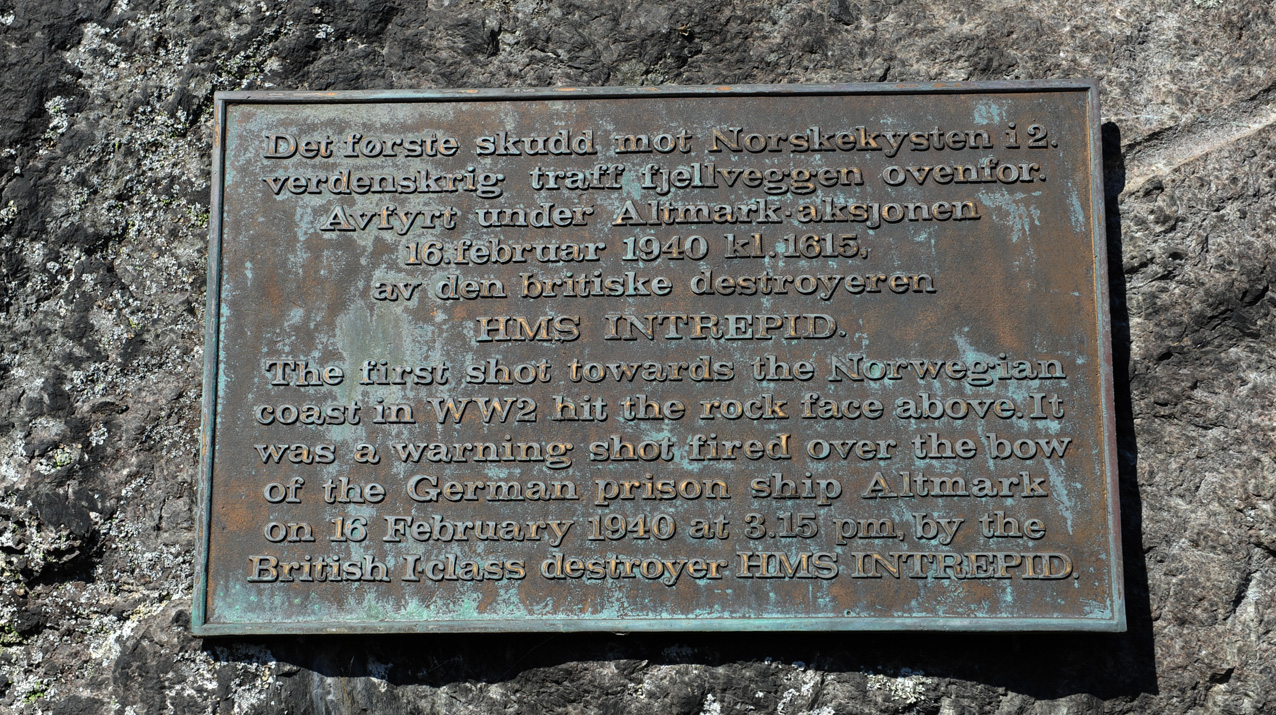 Det første skudd mot Norskekysten i 2.
verdenskrig traff fjellveggen ovenfor.
Avfyrt under Altmark-aksjonen
16.februar 1940 kl.1615,
av den britiske destroyeren
HMS INTREPID.
The first shot towards the Norwegian
coast in WW2 hit the rock face above. It
was a warning shot fired over the bow
of the German prison ship Altmark
on 16 February 1940 at 3.15 pm, by the
British I class destroyer HMS INTREPID.